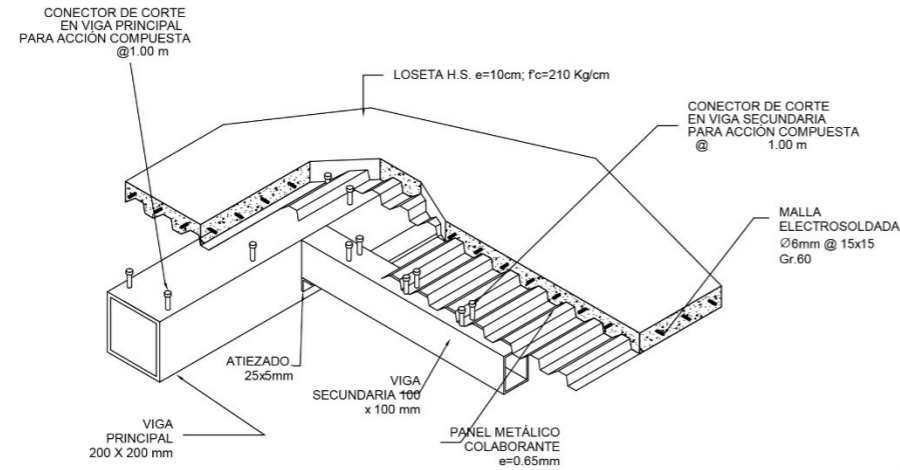 CONECTOR DE CORTE
EN VIGA PRINCIPAL
PARA ACCIÓN COMPUESTA
@1.00 m
LOSETA H.S. e=10cm; f'c=210 Kg/cm
CONECTOR DE CORTE
EN VIGA SECUNDARIA
PARA ACCIÓN COMPUESTA
@ 1.00 m
MALLA
ELECTROSOLDADA
∅6mm @ 15x15
Gr.60
ATIEZADO
25x5mm
VIGA
SECUNDARIA 100
x 100 mm
VIGA
PRINCIPAL
200 X 200 mm
PANEL METÁLICO
COLABORANTE
e=0.65mm